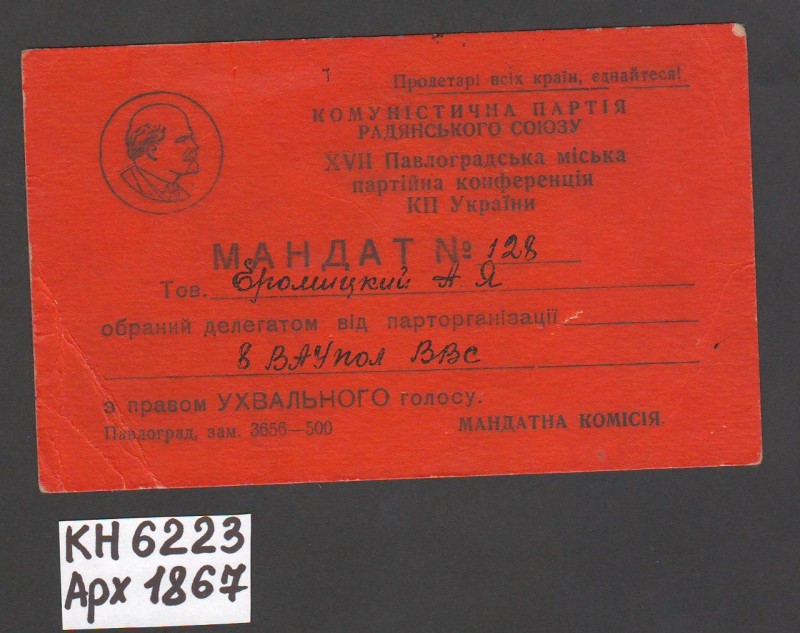 Пролетарі всіх країн, єднайтеся!
КОМУНІСТИЧНА ПАРТІЯ
РАДЯНСЬКОГО СОЮЗУ
XVII Павлоградська міська
партійна конференція
КП України
МАНДАТ № 128
Тов. Еромицкий А Я
обраний делегатом від парторганізації
8 ВАУпол ВВС
з правом УХВАЛЬНОГО голосу.
Павлоград, зам. 3656—500 МАНДАТНА КОМІСІЯ.
КН 6223
Арх 1867